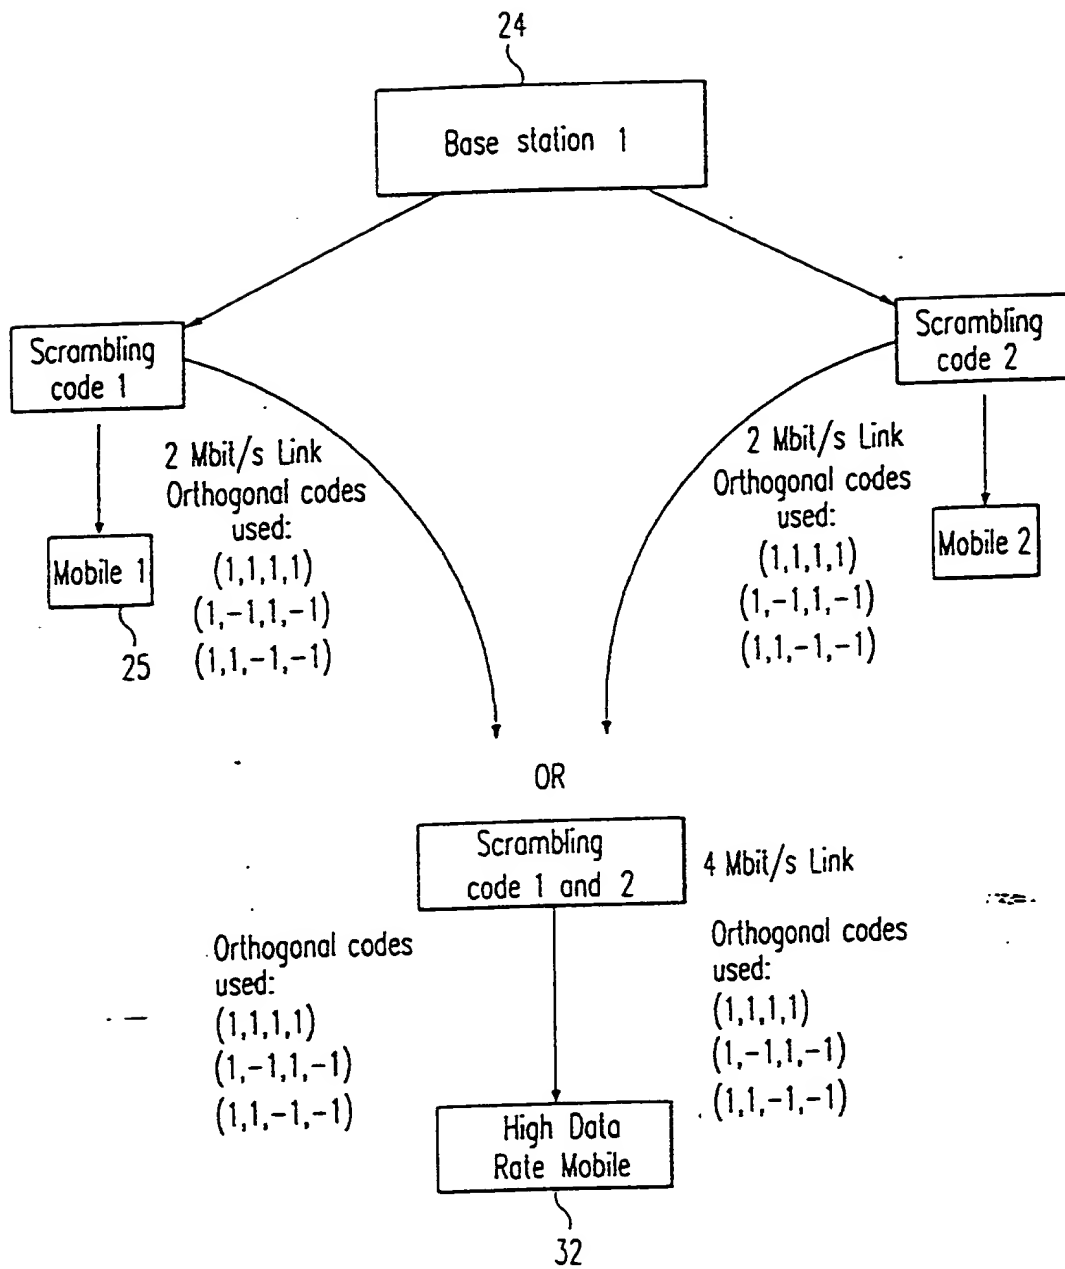 24
Base station 1
Scrambling
code 1
Scrambling
code 2
2 Mbit/s Link
Orthogonal codes
used:
(1,1,1,1)
(1,-1,1,-1)
(1,1,-1,-1)
2 Mbit/s Link
Orthogonal codes
used:
(1,1,1,1)
(1,-1,1,-1)
(1,1,-1,-1)
Mobile 1
25
Mobile 2
OR
Scrambling
code 1 and 2
4 Mbit/s Link
Orthogonal codes
used:
(1,1,1,1)
(1,-1,1,-1)
(1,1,-1,-1)
Orthogonal codes
used:
(1,1,1,1)
(1,-1,1,-1)
(1,1,-1,-1)
High Data
Rate Mobile
32